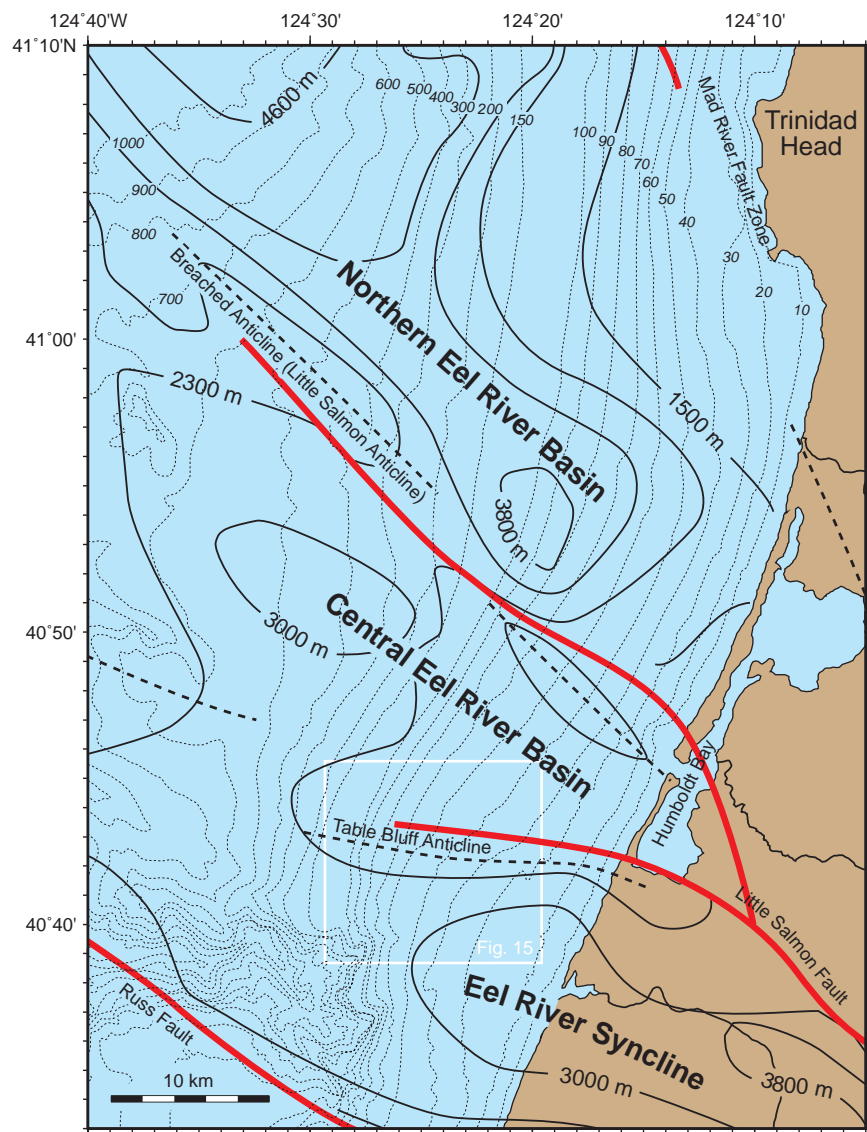 124°40'W 124°30' 124°20' 124°10'
41°10'N
41°00'
40°50'
40°40'
4600 m
600
500
400
300
200
150
100
90
80
70
60
50
40
30
20
10
1000
900
800
700
Mad River Fault Zone
Trinidad
Head
Breached Anticline (Little Salmon Anticline)
Northern Eel River Basin
2300 m
1500 m
3800 m
3000 m
Central Eel River Basin
Humboldt Bay
Table Bluff Anticline
Little Salmon Fault
Fig. 15
Eel River Syncline
Russ Fault
10 km
3000 m
3800 m